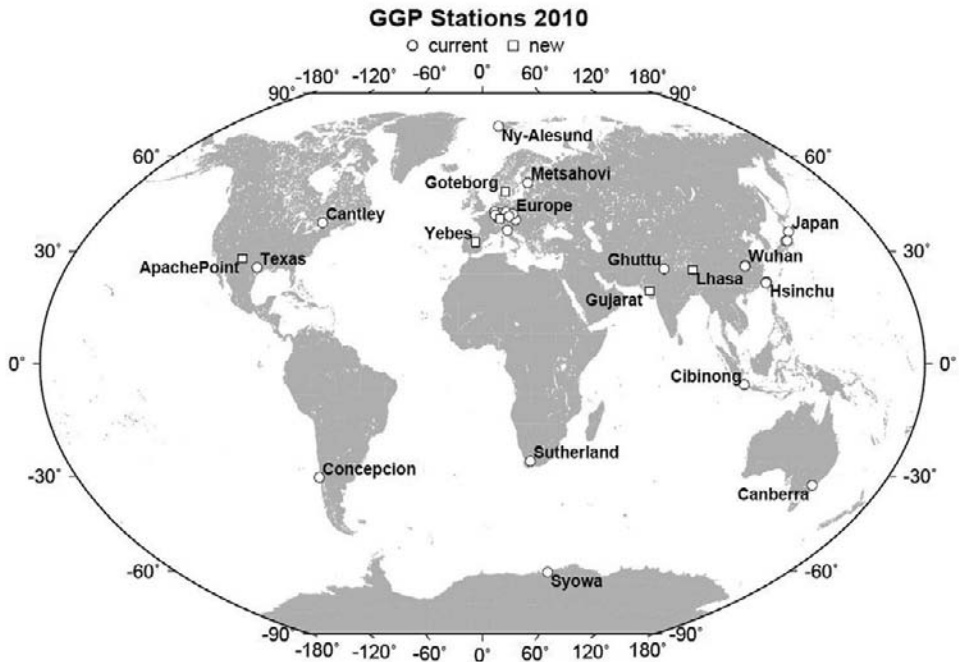 GGP Stations 2010
○ current □ new
-180˚ -120˚ -60˚ 0˚ 60˚ 120˚ 180˚
90˚ 90˚
Ny-Alesund
60˚ 60˚
Metsahovi
Goteborg
Europe
Cantley
Japan
Yebes
30˚ 30˚
Texas Ghuttu Wuhan
ApachePoint Lhasa
Hsinchu
Gujarat
0˚ 0˚
Cibinong
Sutherland
Concepcion
-30˚ -30˚
Canberra
-60˚ -60˚
Syowa
-90˚ -90˚
-180˚ -120˚ -60˚ 0˚ 60˚ 120˚ 180˚